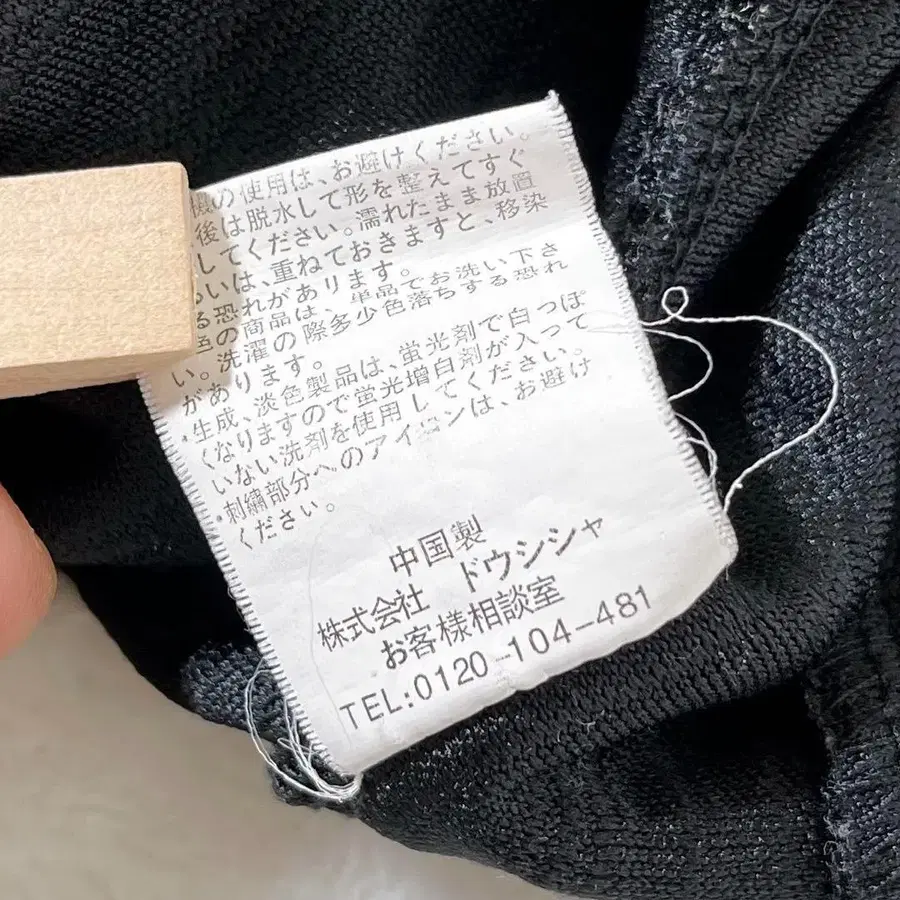 の使用は、お避けください。
後は脱水して形を整えてすぐ
してください。濡れたまま放置
いは、重ねておきますと、移染
る恐れがあります。
色の商品は、単品でお洗い下さ
い。洗濯の際多少色落ちする恐れ
があります。
・生成、淡色製品は、蛍光剤で白っぽ
くなりますので蛍光増白剤が入って
いない洗剤を使用してください。
・刺繍部分へのアイロンは、お避け
ください。
中国製
株式会社 ドウシシャ
お客様相談室
TEL:0120-104-481